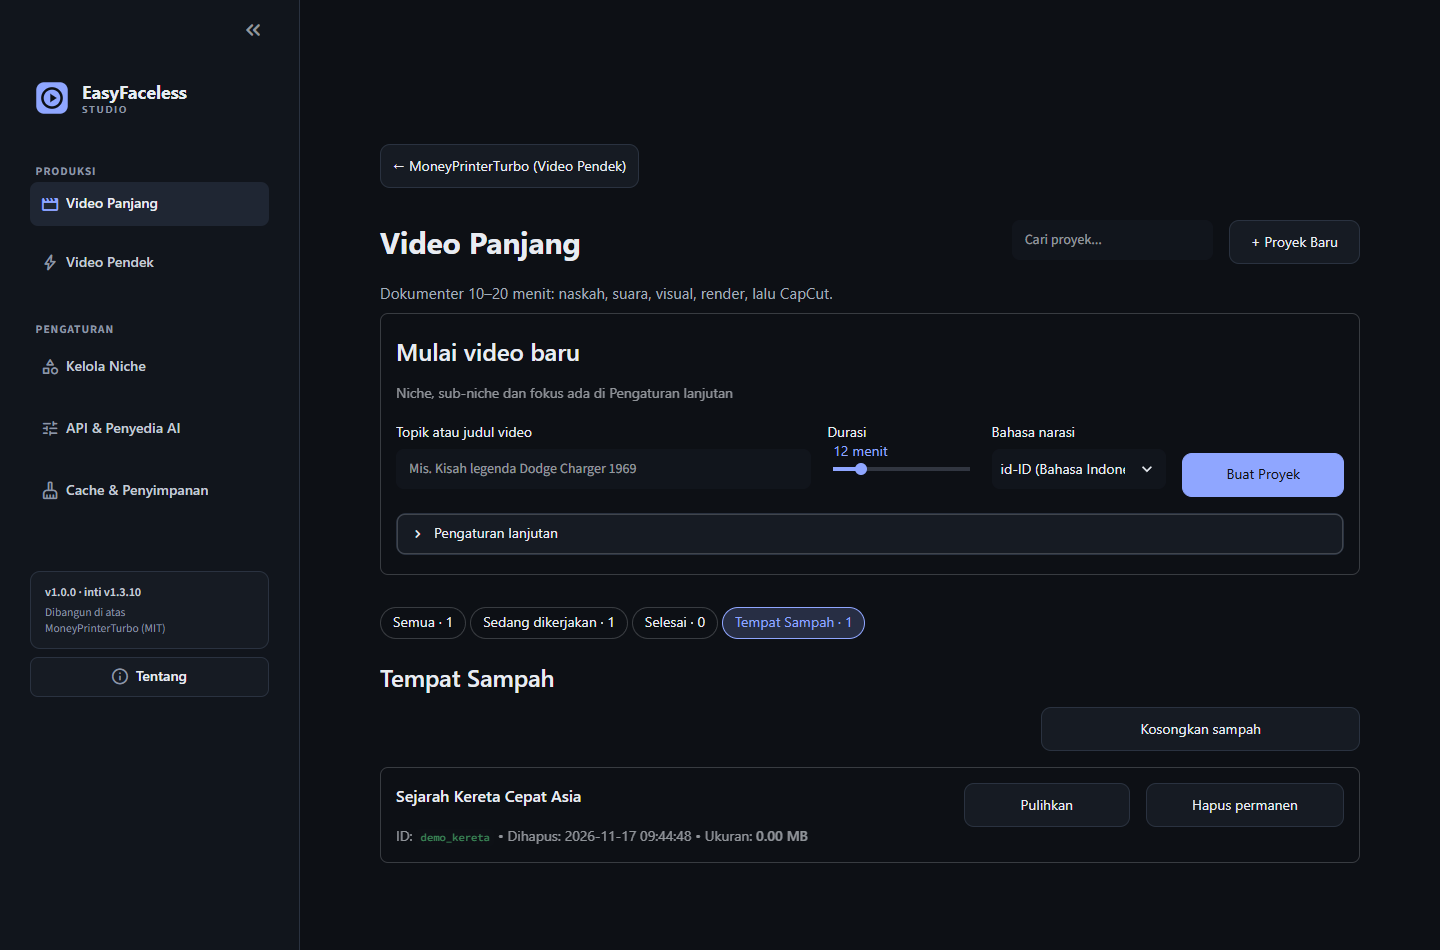 EasyFaceless
STUDIO
PRODUKSI
Video Panjang
Video Pendek
PENGATURAN
Kelola Niche
API & Penyedia AI
Cache & Penyimpanan
v1.0.0 · inti v1.3.10
Dibangun di atas
MoneyPrinterTurbo (MIT)
Tentang
← MoneyPrinterTurbo (Video Pendek)
Video Panjang
Cari proyek...
+ Proyek Baru
Dokumenter 10–20 menit: naskah, suara, visual, render, lalu CapCut.
Mulai video baru
Niche, sub-niche dan fokus ada di Pengaturan lanjutan
Topik atau judul video
Mis. Kisah legenda Dodge Charger 1969
Durasi
12 menit
Bahasa narasi
id-ID (Bahasa Indone
Buat Proyek
Pengaturan lanjutan
Semua · 1
Sedang dikerjakan · 1
Selesai · 0
Tempat Sampah · 1
Tempat Sampah
Kosongkan sampah
Sejarah Kereta Cepat Asia
Pulihkan
Hapus permanen
ID: demo_kereta • Dihapus: 2026-11-17 09:44:48 • Ukuran: 0.00 MB